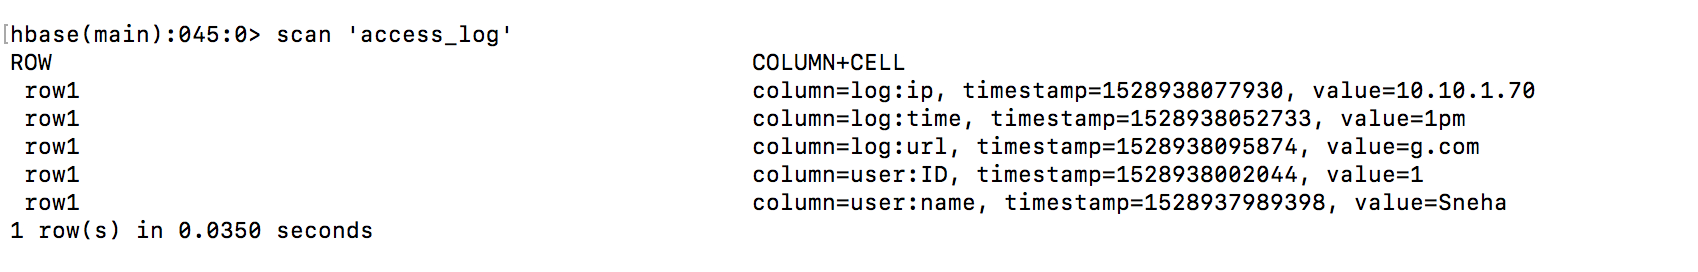 [hbase(main):045:0> scan 'access_log'
ROW COLUMN+CELL
row1 column=log:ip, timestamp=1528938077930, value=10.10.1.70
row1 column=log:time, timestamp=1528938052733, value=1pm
row1 column=log:url, timestamp=1528938095874, value=g.com
row1 column=user:ID, timestamp=1528938002044, value=1
row1 column=user:name, timestamp=1528937989398, value=Sneha
1 row(s) in 0.0350 seconds